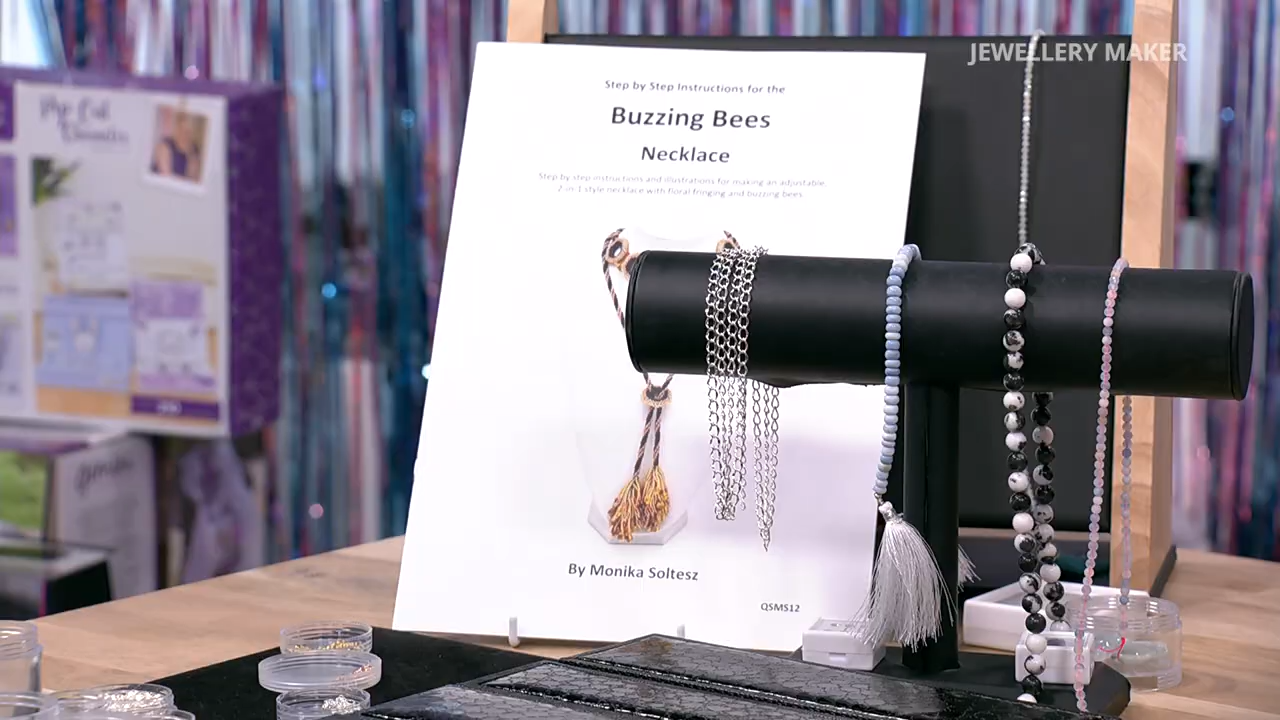 JEWELLERY MAKER
Step by Step Instructions for the
Buzzing Bees
Necklace
Step by step instructions and illustrations for making an adjustable,
2-in-1 style necklace with floral fringing and buzzing bees.
By Monika Soltesz
QSMS12